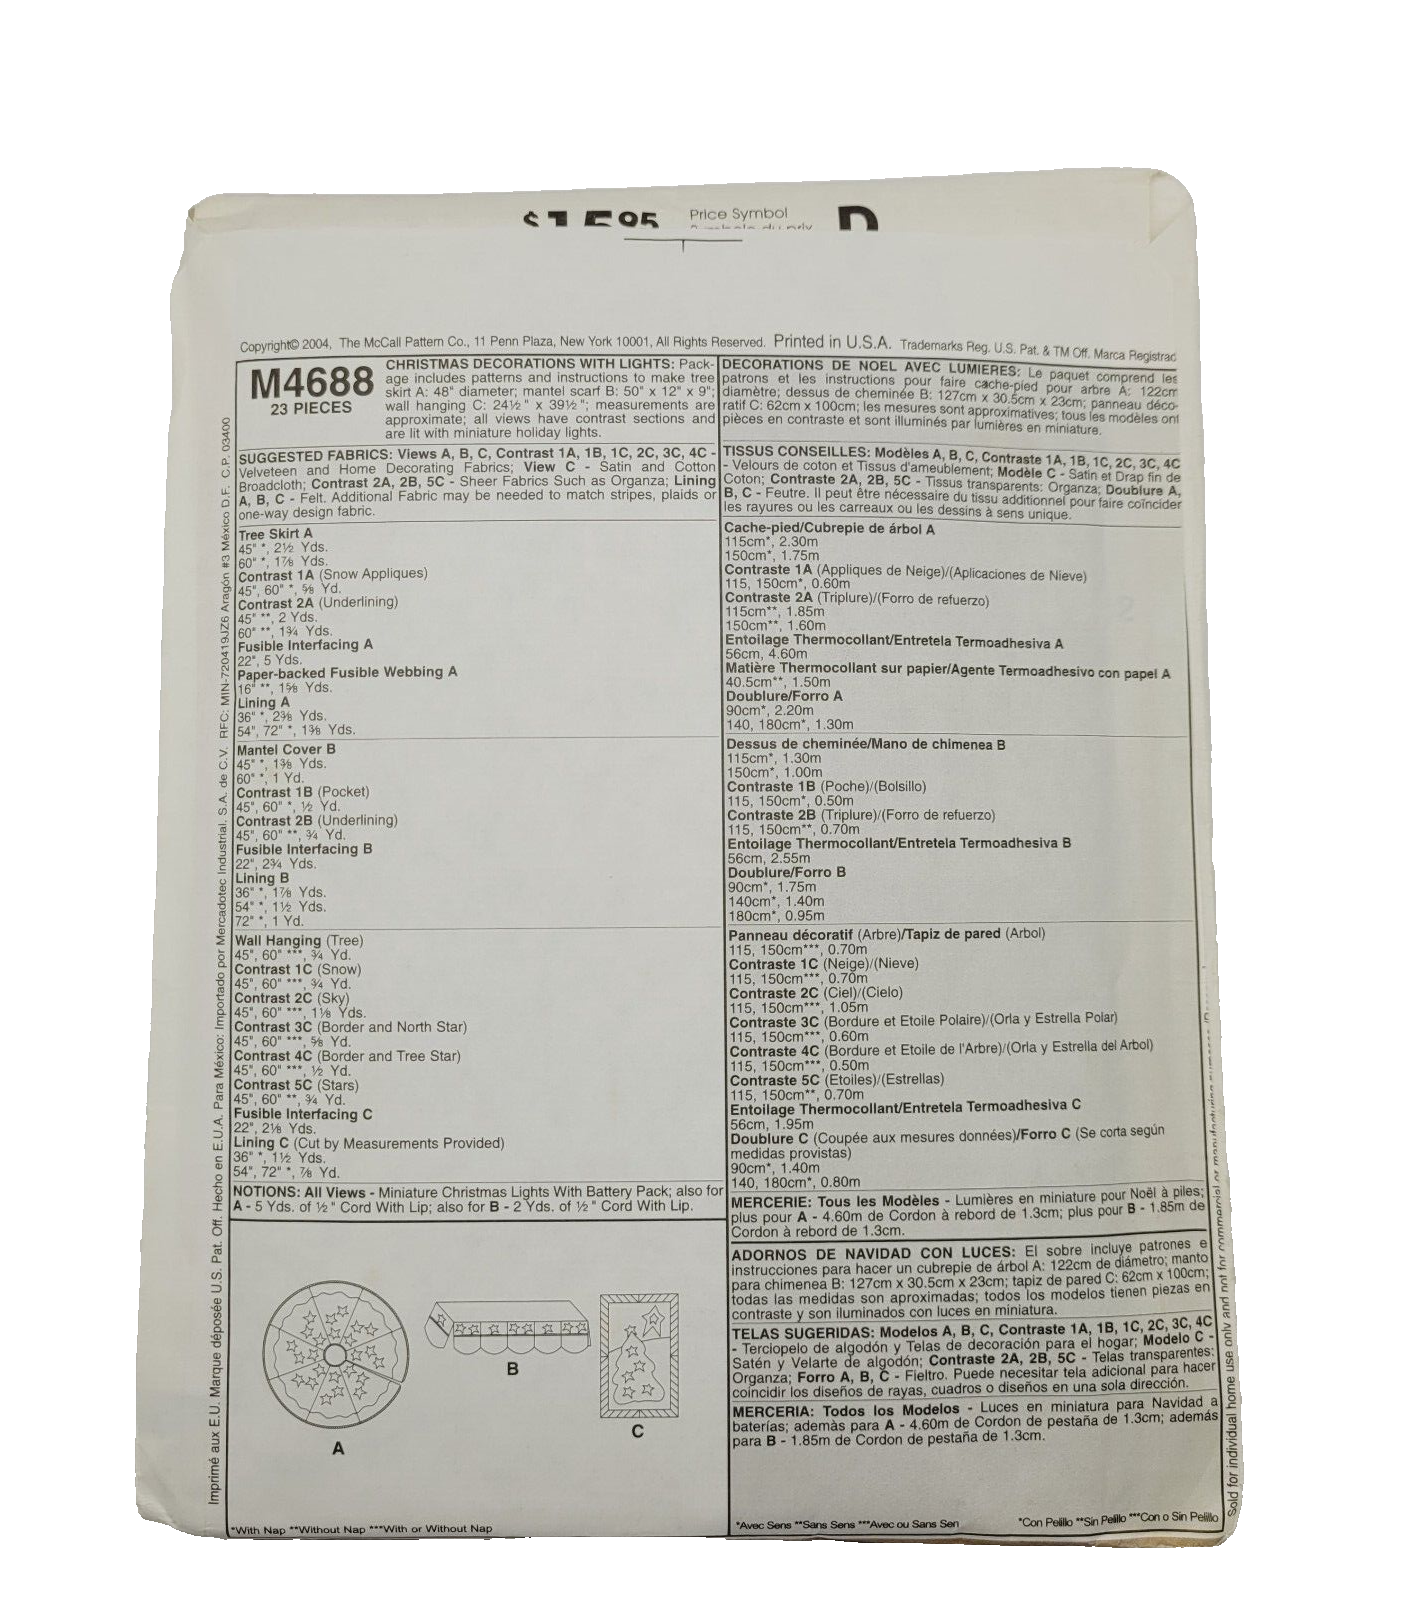 $15.95 Price Symbol D
Copyright© 2004, The McCall Pattern Co., 11 Penn Plaza, New York 10001, All Rights Reserved. Printed in U.S.A. Trademarks Reg. U.S. Pat. & TM Off. Marca Registrad
M4688
23 PIECES
CHRISTMAS DECORATIONS WITH LIGHTS: Pack-
age includes patterns and instructions to make tree
skirt A: 48" diameter; mantel scarf B: 50" x 12" x 9";
wall hanging C: 24½ " x 39½ "; measurements are
approximate; all views have contrast sections and
are lit with miniature holiday lights.
SUGGESTED FABRICS: Views A, B, C, Contrast 1A, 1B, 1C, 2C, 3C, 4C -
Velveteen and Home Decorating Fabrics; View C - Satin and Cotton
Broadcloth; Contrast 2A, 2B, 5C - Sheer Fabrics Such as Organza; Lining
A, B, C - Felt. Additional Fabric may be needed to match stripes, plaids or
one-way design fabric.
Tree Skirt A
45" *, 2½ Yds.
60" *, 1⅞ Yds.
Contrast 1A (Snow Appliques)
45", 60" *, ⅝ Yd.
Contrast 2A (Underlining)
45" **, 2 Yds.
60" **, 1¾ Yds.
Fusible Interfacing A
22", 5 Yds.
Paper-backed Fusible Webbing A
16" **, 1⅝ Yds.
Lining A
36" *, 2⅜ Yds.
54", 72" *, 1⅜ Yds.
Mantel Cover B
45" *, 1⅜ Yds.
60" *, 1 Yd.
Contrast 1B (Pocket)
45", 60" *, ½ Yd.
Contrast 2B (Underlining)
45", 60" **, ¾ Yd.
Fusible Interfacing B
22", 2¾ Yds.
Lining B
36" *, 1⅞ Yds.
54" *, 1½ Yds.
72" *, 1 Yd.
Wall Hanging (Tree)
45", 60" ***, ¾ Yd.
Contrast 1C (Snow)
45", 60" ***, ¾ Yd.
Contrast 2C (Sky)
45", 60" ***, 1⅛ Yds.
Contrast 3C (Border and North Star)
45", 60" ***, ⅝ Yd.
Contrast 4C (Border and Tree Star)
45", 60" ***, ½ Yd.
Contrast 5C (Stars)
45", 60" **, ¾ Yd.
Fusible Interfacing C
22", 2⅛ Yds.
Lining C (Cut by Measurements Provided)
36" *, 1½ Yds.
54", 72" *, ⅞ Yd.
NOTIONS: All Views - Miniature Christmas Lights With Battery Pack; also for
A - 5 Yds. of ½ " Cord With Lip; also for B - 2 Yds. of ½ " Cord With Lip.
A
B
C
*With Nap **Without Nap ***With or Without Nap
DECORATIONS DE NOEL AVEC LUMIERES: Le paquet comprend les
patrons et les instructions pour faire cache-pied pour arbre A: 122cm
diamètre; dessus de cheminée B: 127cm x 30.5cm x 23cm; panneau déco-
ratif C: 62cm x 100cm; les mesures sont approximatives; tous les modèles ont
pièces en contraste et sont illuminés par lumières en miniature.
TISSUS CONSEILLES: Modèles A, B, C, Contraste 1A, 1B, 1C, 2C, 3C, 4C
- Velours de coton et Tissus d'ameublement; Modèle C - Satin et Drap fin de
Coton; Contraste 2A, 2B, 5C - Tissus transparents: Organza; Doublure A,
B, C - Feutre. Il peut être nécessaire du tissu additionnel pour faire coïncider
les rayures ou les carreaux ou les dessins à sens unique.
Cache-pied/Cubrepie de árbol A
115cm*, 2.30m
150cm*, 1.75m
Contraste 1A (Appliques de Neige)/(Aplicaciones de Nieve)
115, 150cm*, 0.60m
Contraste 2A (Triplure)/(Forro de refuerzo)
115cm**, 1.85m
150cm**, 1.60m
Entoilage Thermocollant/Entretela Termoadhesiva A
56cm, 4.60m
Matière Thermocollant sur papier/Agente Termoadhesivo con papel A
40.5cm**, 1.50m
Doublure/Forro A
90cm*, 2.20m
140, 180cm*, 1.30m
Dessus de cheminée/Mano de chimenea B
115cm*, 1.30m
150cm*, 1.00m
Contraste 1B (Poche)/(Bolsillo)
115, 150cm*, 0.50m
Contraste 2B (Triplure)/(Forro de refuerzo)
115, 150cm**, 0.70m
Entoilage Thermocollant/Entretela Termoadhesiva B
56cm, 2.55m
Doublure/Forro B
90cm*, 1.75m
140cm*, 1.40m
180cm*, 0.95m
Panneau décoratif (Arbre)/Tapiz de pared (Arbol)
115, 150cm***, 0.70m
Contraste 1C (Neige)/(Nieve)
115, 150cm***, 0.70m
Contraste 2C (Ciel)/(Cielo)
115, 150cm***, 1.05m
Contraste 3C (Bordure et Etoile Polaire)/(Orla y Estrella Polar)
115, 150cm***, 0.60m
Contraste 4C (Bordure et Etoile de l'Arbre)/(Orla y Estrella del Arbol)
115, 150cm***, 0.50m
Contraste 5C (Etoiles)/(Estrellas)
115, 150cm**, 0.70m
Entoilage Thermocollant/Entretela Termoadhesiva C
56cm, 1.95m
Doublure C (Coupée aux mesures données)/Forro C (Se corta según
medidas provistas)
90cm*, 1.40m
140, 180cm*, 0.80m
MERCERIE: Tous les Modèles - Lumières en miniature pour Noël à piles;
plus pour A - 4.60m de Cordon à rebord de 1.3cm; plus pour B - 1.85m de
Cordon à rebord de 1.3cm.
ADORNOS DE NAVIDAD CON LUCES: El sobre incluye patrones e
instrucciones para hacer un cubrepie de árbol A: 122cm de diámetro; manto
para chimenea B: 127cm x 30.5cm x 23cm; tapiz de pared C: 62cm x 100cm;
todas las medidas son aproximadas; todos los modelos tienen piezas en
contraste y son iluminados con luces en miniatura.
TELAS SUGERIDAS: Modelos A, B, C, Contraste 1A, 1B, 1C, 2C, 3C, 4C
- Terciopelo de algodón y Telas de decoración para el hogar; Modelo C -
Satén y Velarte de algodón; Contraste 2A, 2B, 5C - Telas transparentes:
Organza; Forro A, B, C - Fieltro. Puede necesitar tela adicional para hacer
coincidir los diseños de rayas, cuadros o diseños en una sola dirección.
MERCERIA: Todos los Modelos - Luces en miniatura para Navidad a
baterías; además para A - 4.60m de Cordon de pestaña de 1.3cm; además
para B - 1.85m de Cordon de pestaña de 1.3cm.
*Avec Sens **Sans Sens ***Avec ou Sans Sen
*Con Pelillo **Sin Pelillo ***Con o Sin Pelillo
Imprimé aux E.U. Marque déposée U.S. Pat. Off. Hecho en E.U.A. Para México: Importado por Mercadotec Industrial, S.A. de C.V. RFC: MIN-720419JZ6 Aragón #3 México D.F. C.P. 03400
Sold for individual home use only and not for commercial or manufacturing purposes